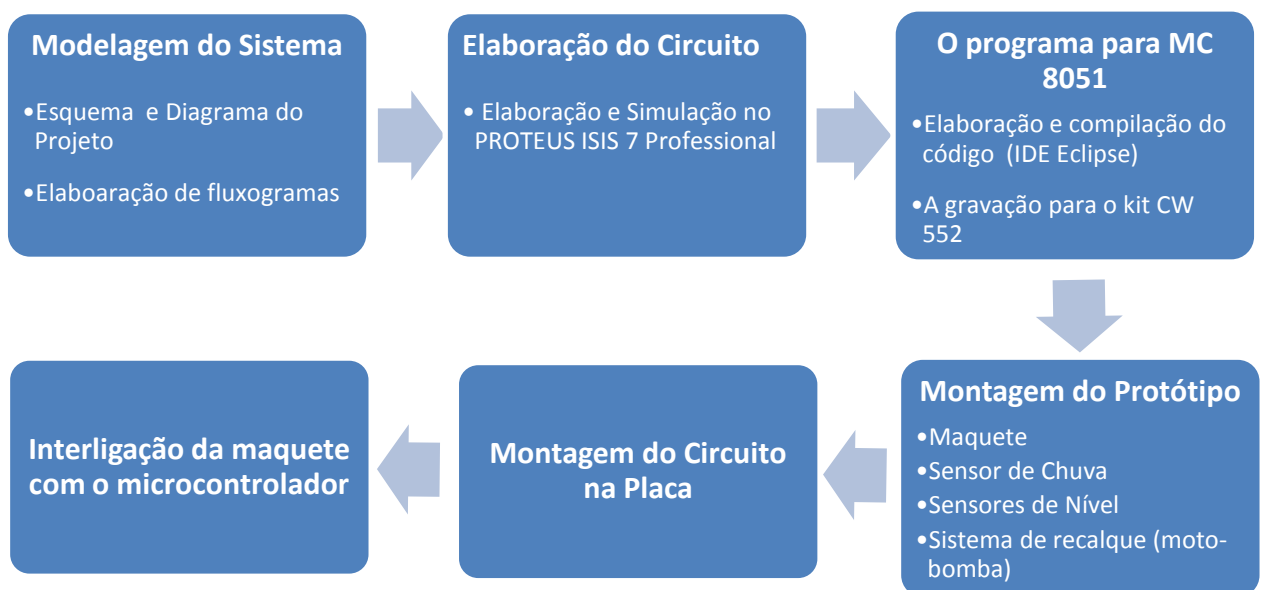 Modelagem do Sistema
•Esquema e Diagrama do
Projeto
•Elaboaração de fluxogramas
Elaboração do Circuito
• Elaboração e Simulação no
PROTEUS ISIS 7 Professional
O programa para MC
8051
•Elaboração e compilação do
código (IDE Eclipse)
•A gravação para o kit CW
552
Montagem do Protótipo
•Maquete
•Sensor de Chuva
•Sensores de Nível
•Sistema de recalque (moto-
bomba)
Montagem do Circuito
na Placa
Interligação da maquete
com o microcontrolador